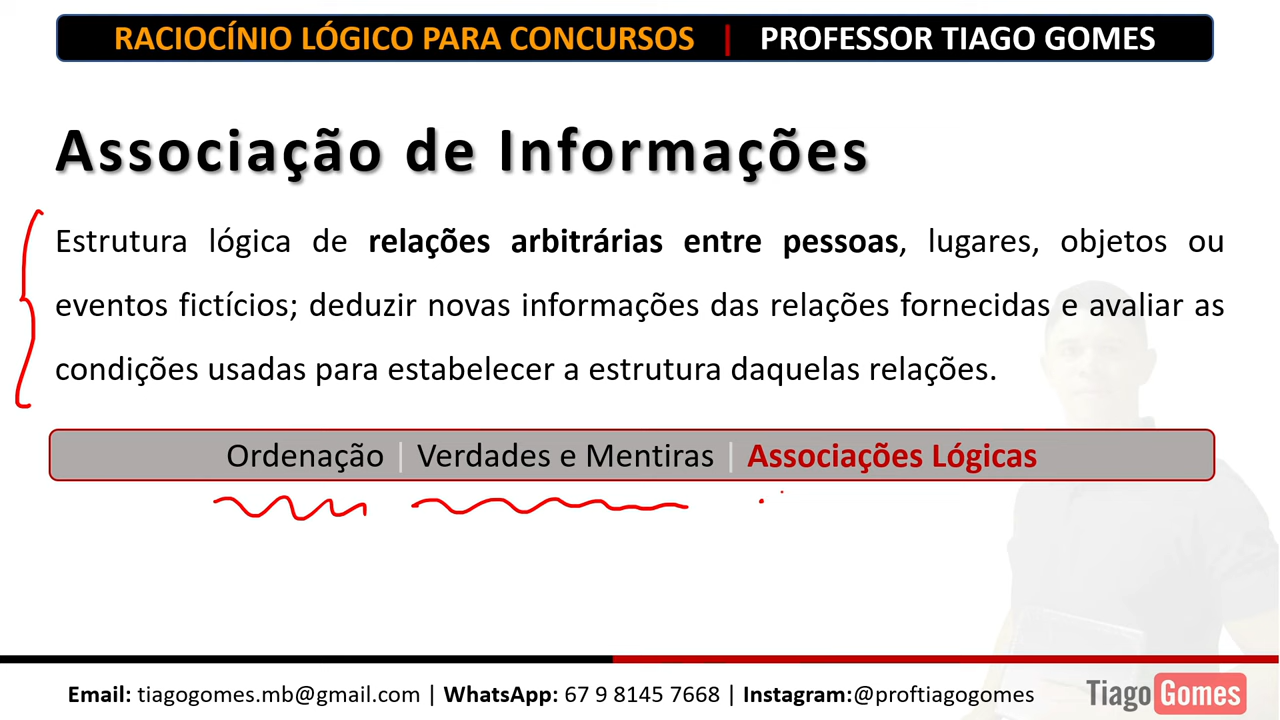 RACIOCÍNIO LÓGICO PARA CONCURSOS | PROFESSOR TIAGO GOMES
Associação de Informações
Estrutura lógica de relações arbitrárias entre pessoas, lugares, objetos ou
eventos fictícios; deduzir novas informações das relações fornecidas e avaliar as
condições usadas para estabelecer a estrutura daquelas relações.
Ordenação | Verdades e Mentiras | Associações Lógicas
Email: tiagogomes.mb@gmail.com | WhatsApp: 67 9 8145 7668 | Instagram:@proftiagogomes
Tiago Gomes